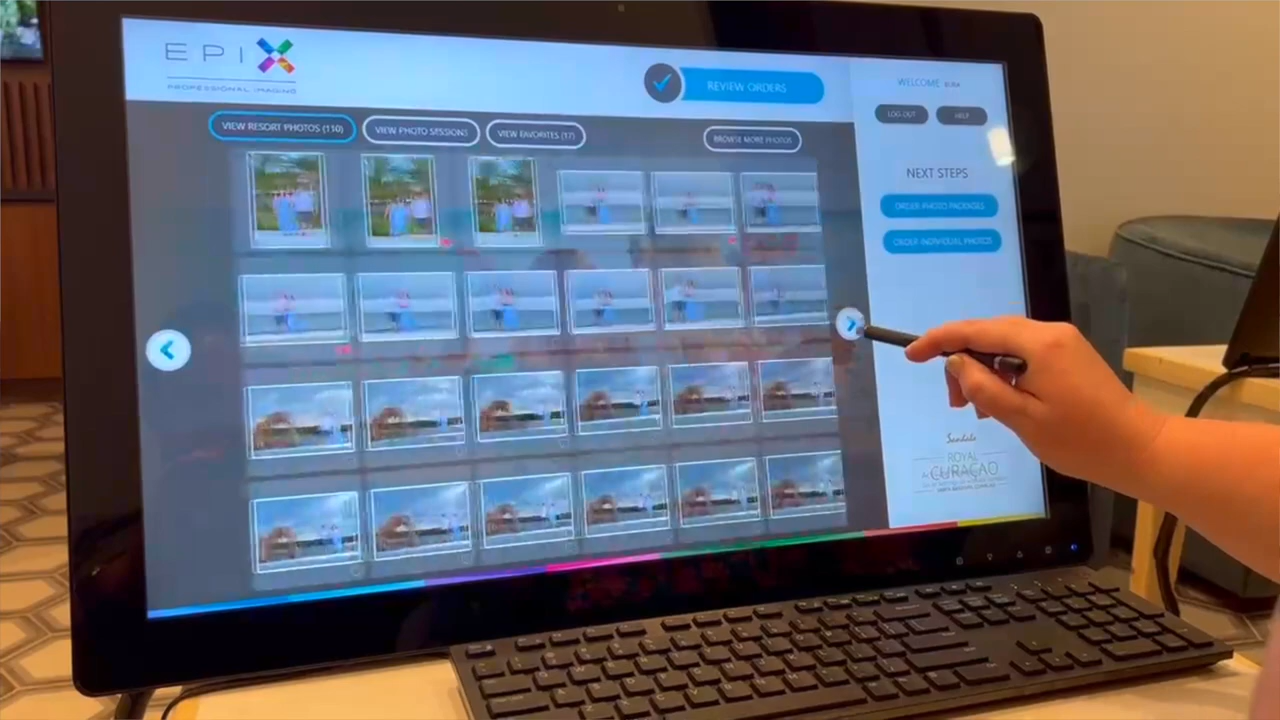 EPIX
PROFESSIONAL IMAGING
REVIEW ORDERS
WELCOME
LOG OUT
HELP
VIEW RESORT PHOTOS (110)
VIEW PHOTO SESSIONS
VIEW FAVORITES (17)
BROWSE MORE PHOTOS
NEXT STEPS
ORDER PHOTO PACKAGES
ORDER INDIVIDUAL PHOTOS
Sandals
ROYAL
CURAÇAO